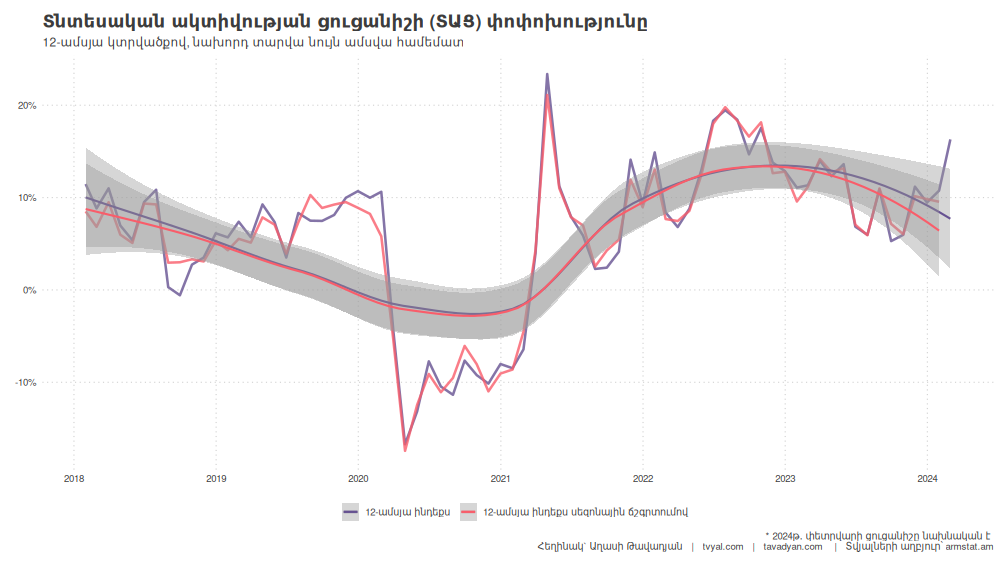 Տնտեսական ակտիվության ցուցանիշի (ՏԱՑ) փոփոխությունը
12-ամսյա կտրվածքով, նախորդ տարվա նույն ամսվա համեմատ
20%
10%
0%
-10%
2018 2019 2020 2021 2022 2023 2024
12-ամսյա ինդեքս 12-ամսյա ինդեքս սեզոնային ճշգրտումով
* 2024թ. փետրվարի ցուցանիշը նախնական է
Հեղինակ՝ Աղասի Թավադյան | tvyal.com | tavadyan.com | Տվյալների աղբյուր՝ armstat.am